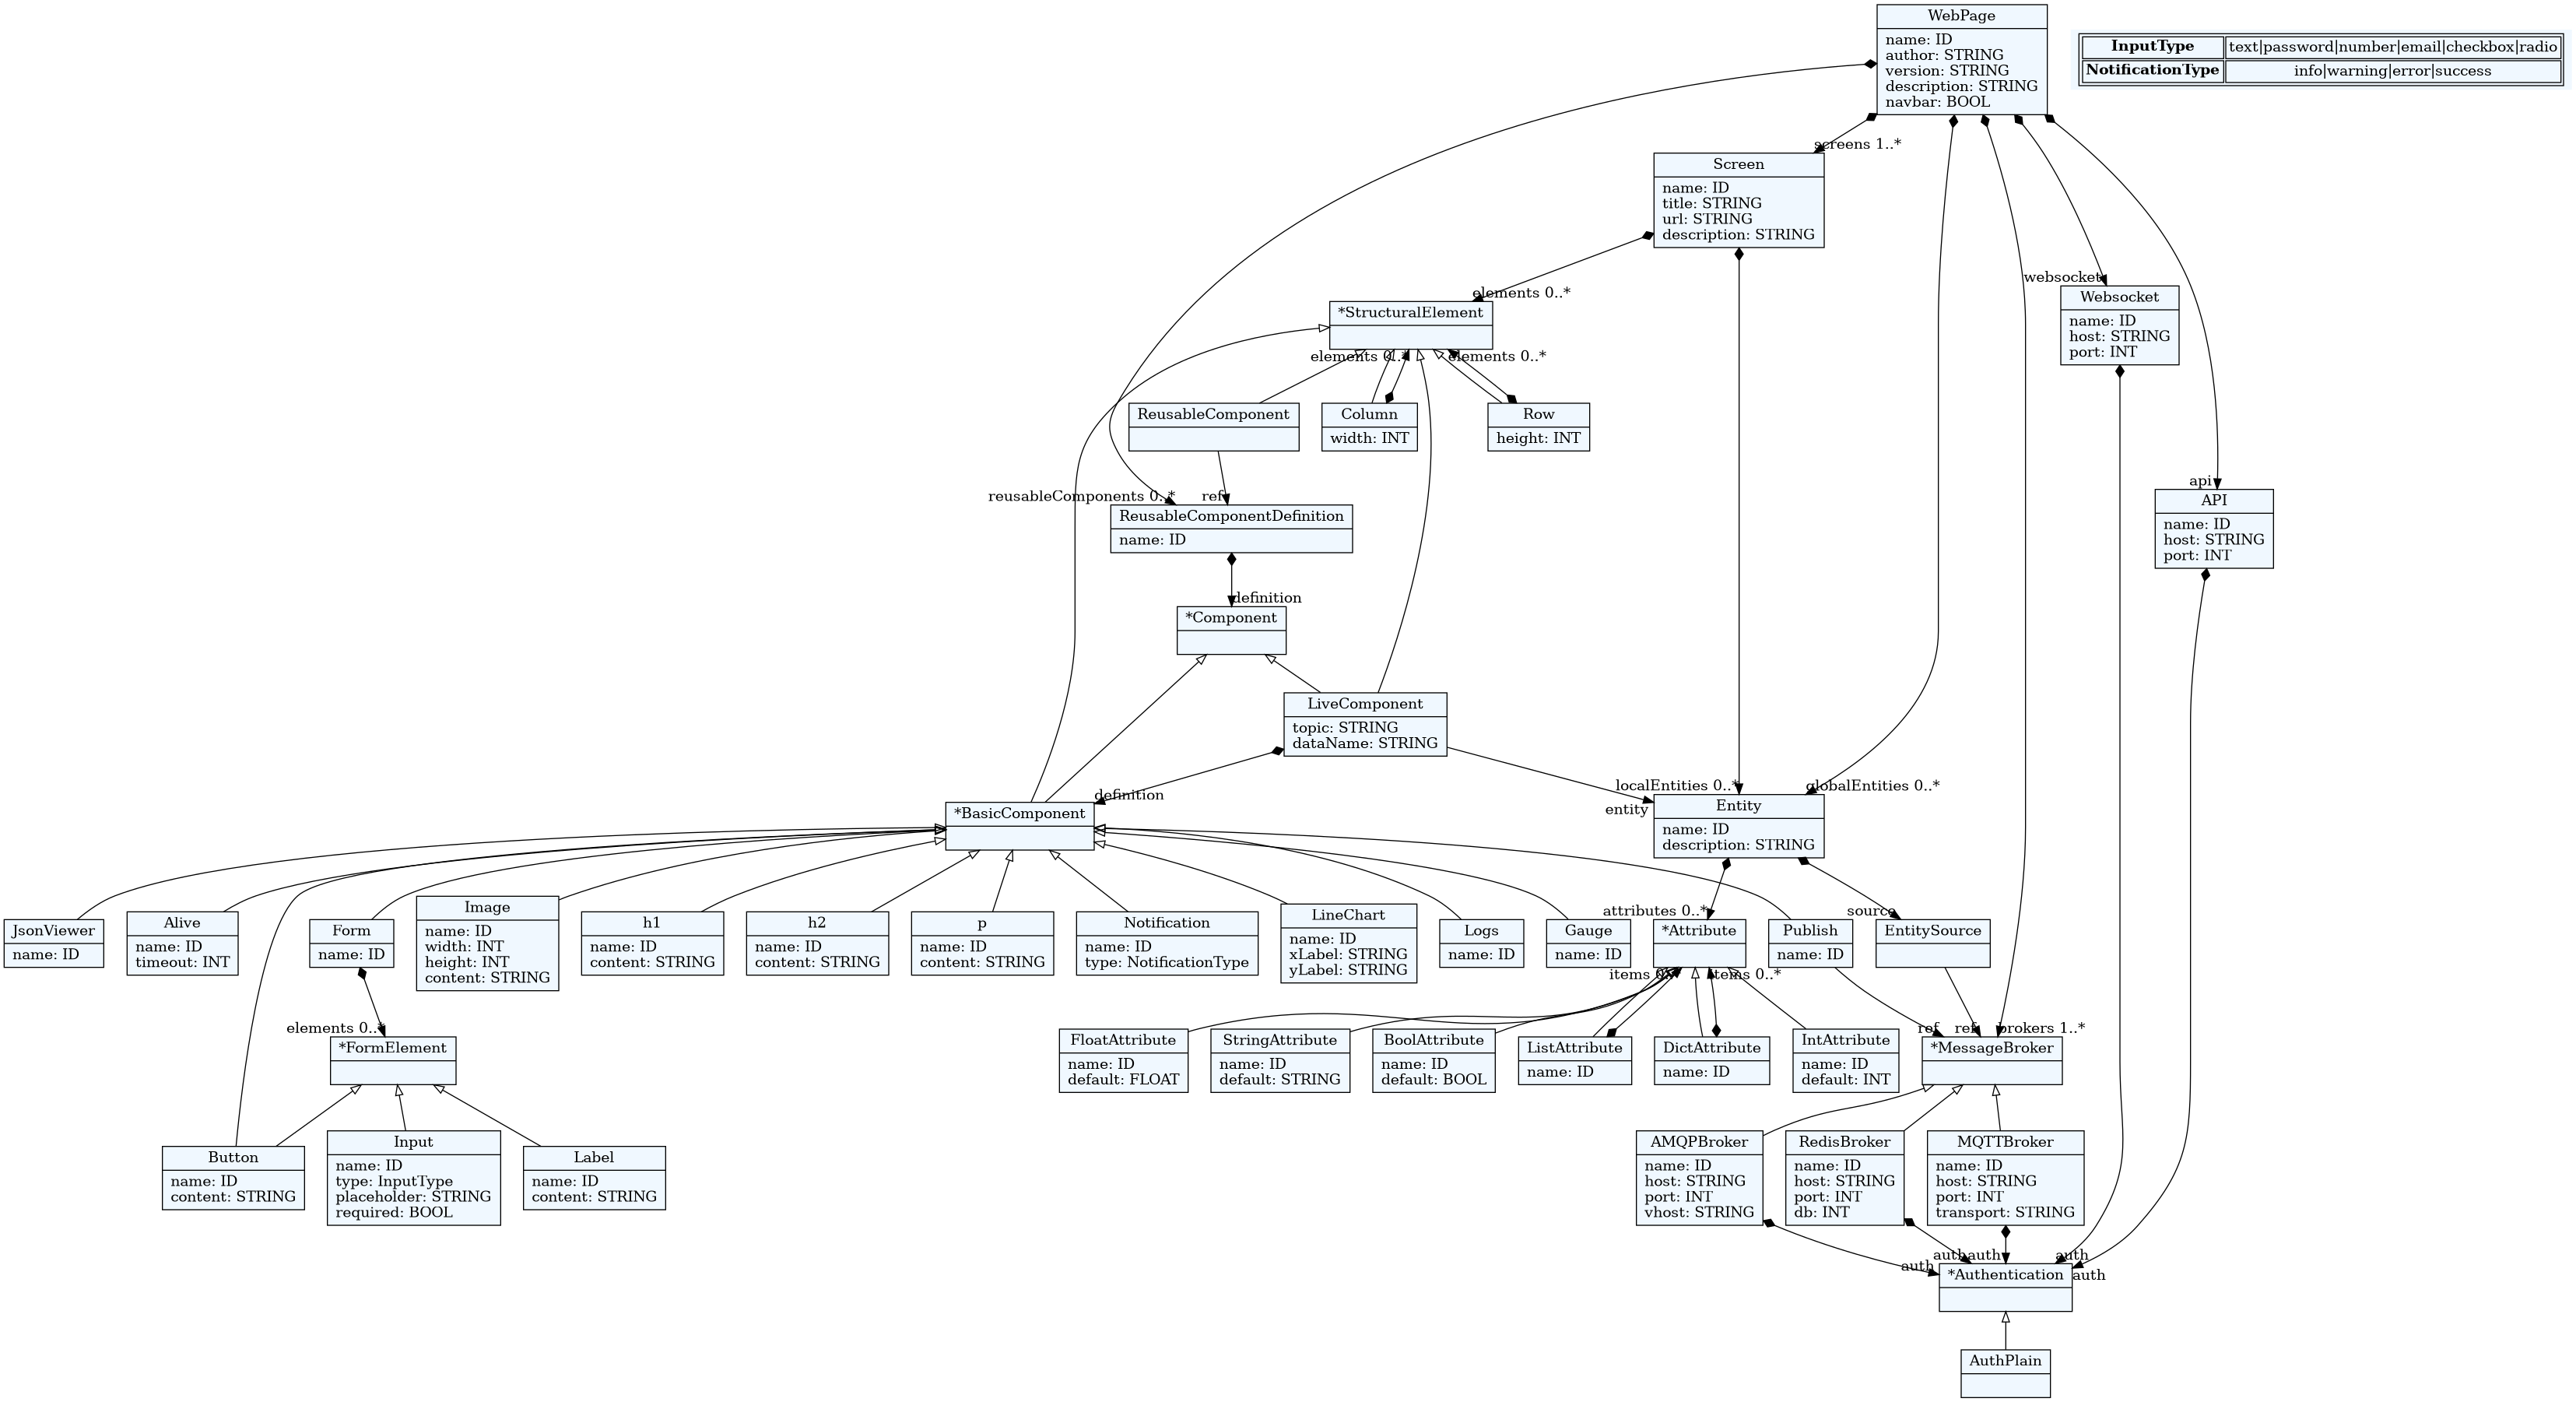 WebPage
name: ID
author: STRING
version: STRING
description: STRING
navbar: BOOL
InputType text|password|number|email|checkbox|radio
NotificationType info|warning|error|success
screens 1..*
Screen
name: ID
title: STRING
url: STRING
description: STRING
websocket
Websocket
name: ID
host: STRING
port: INT
elements 0..*
*StructuralElement
elements 0..*
elements 0..*
ReusableComponent
Column
width: INT
Row
height: INT
reusableComponents 0..*
ref
ReusableComponentDefinition
name: ID
api
API
name: ID
host: STRING
port: INT
definition
*Component
LiveComponent
topic: STRING
dataName: STRING
definition
*BasicComponent
localEntities 0..*
globalEntities 0..*
entity
Entity
name: ID
description: STRING
JsonViewer
name: ID
Alive
name: ID
timeout: INT
Form
name: ID
Image
name: ID
width: INT
height: INT
content: STRING
h1
name: ID
content: STRING
h2
name: ID
content: STRING
p
name: ID
content: STRING
Notification
name: ID
type: NotificationType
LineChart
name: ID
xLabel: STRING
yLabel: STRING
Logs
name: ID
Gauge
name: ID
attributes 0..*
*Attribute
Publish
name: ID
source
EntitySource
items 0..*
items 0..*
elements 0..*
*FormElement
FloatAttribute
name: ID
default: FLOAT
StringAttribute
name: ID
default: STRING
BoolAttribute
name: ID
default: BOOL
ListAttribute
name: ID
DictAttribute
name: ID
IntAttribute
name: ID
default: INT
ref
ref
brokers 1..*
*MessageBroker
Button
name: ID
content: STRING
Input
name: ID
type: InputType
placeholder: STRING
required: BOOL
Label
name: ID
content: STRING
AMQPBroker
name: ID
host: STRING
port: INT
vhost: STRING
RedisBroker
name: ID
host: STRING
port: INT
db: INT
MQTTBroker
name: ID
host: STRING
port: INT
transport: STRING
auth
auth
auth
auth
auth
*Authentication
AuthPlain